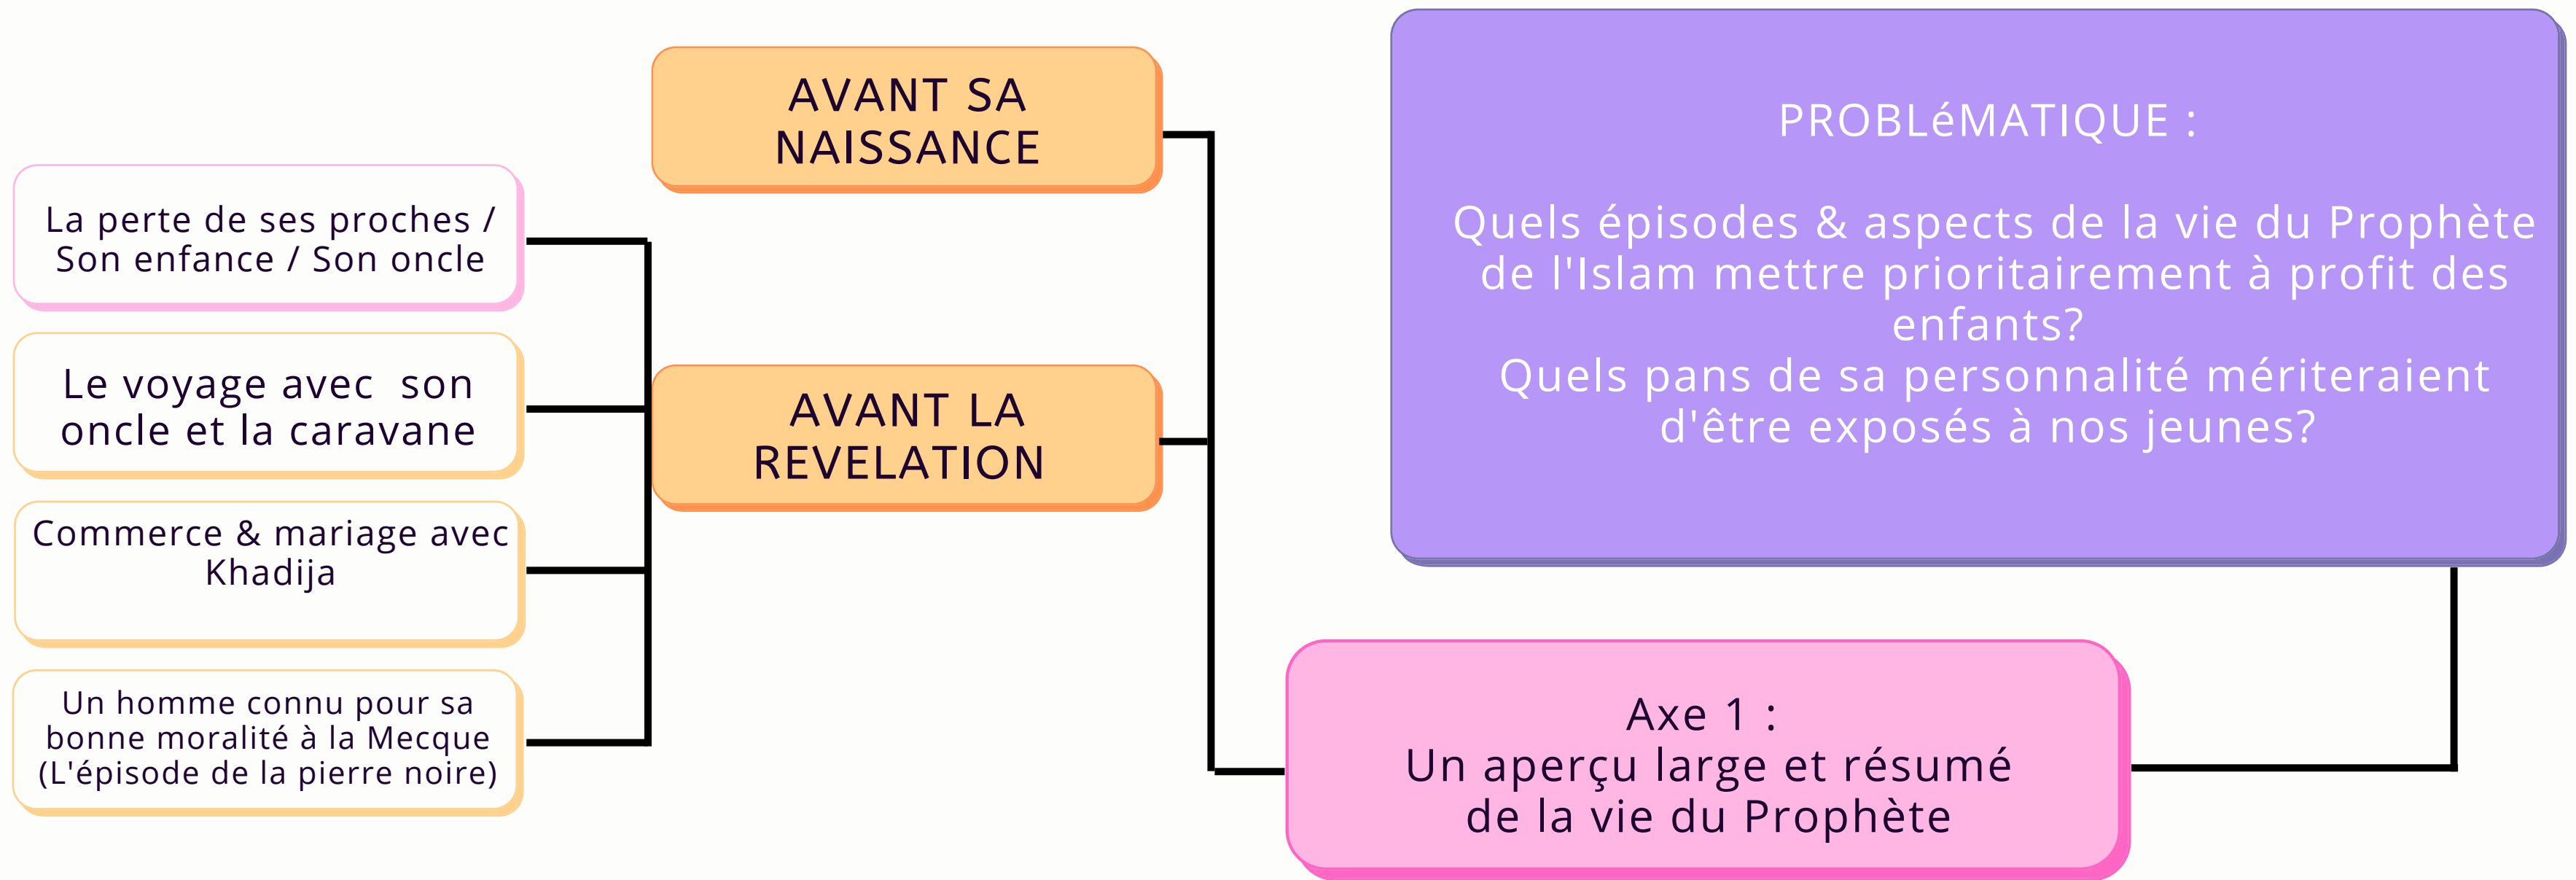 PROBLéMATIQUE :
Quels épisodes & aspects de la vie du Prophète
de l'Islam mettre prioritairement à profit des
enfants?
Quels pans de sa personnalité mériteraient
d'être exposés à nos jeunes?
Axe 1 :
Un aperçu large et résumé
de la vie du Prophète
AVANT SA
NAISSANCE
AVANT LA
REVELATION
La perte de ses proches /
Son enfance / Son oncle
Le voyage avec  son
oncle et la caravane
Commerce & mariage avec
Khadija
Un homme connu pour sa
bonne moralité à la Mecque
(L'épisode de la pierre noire)